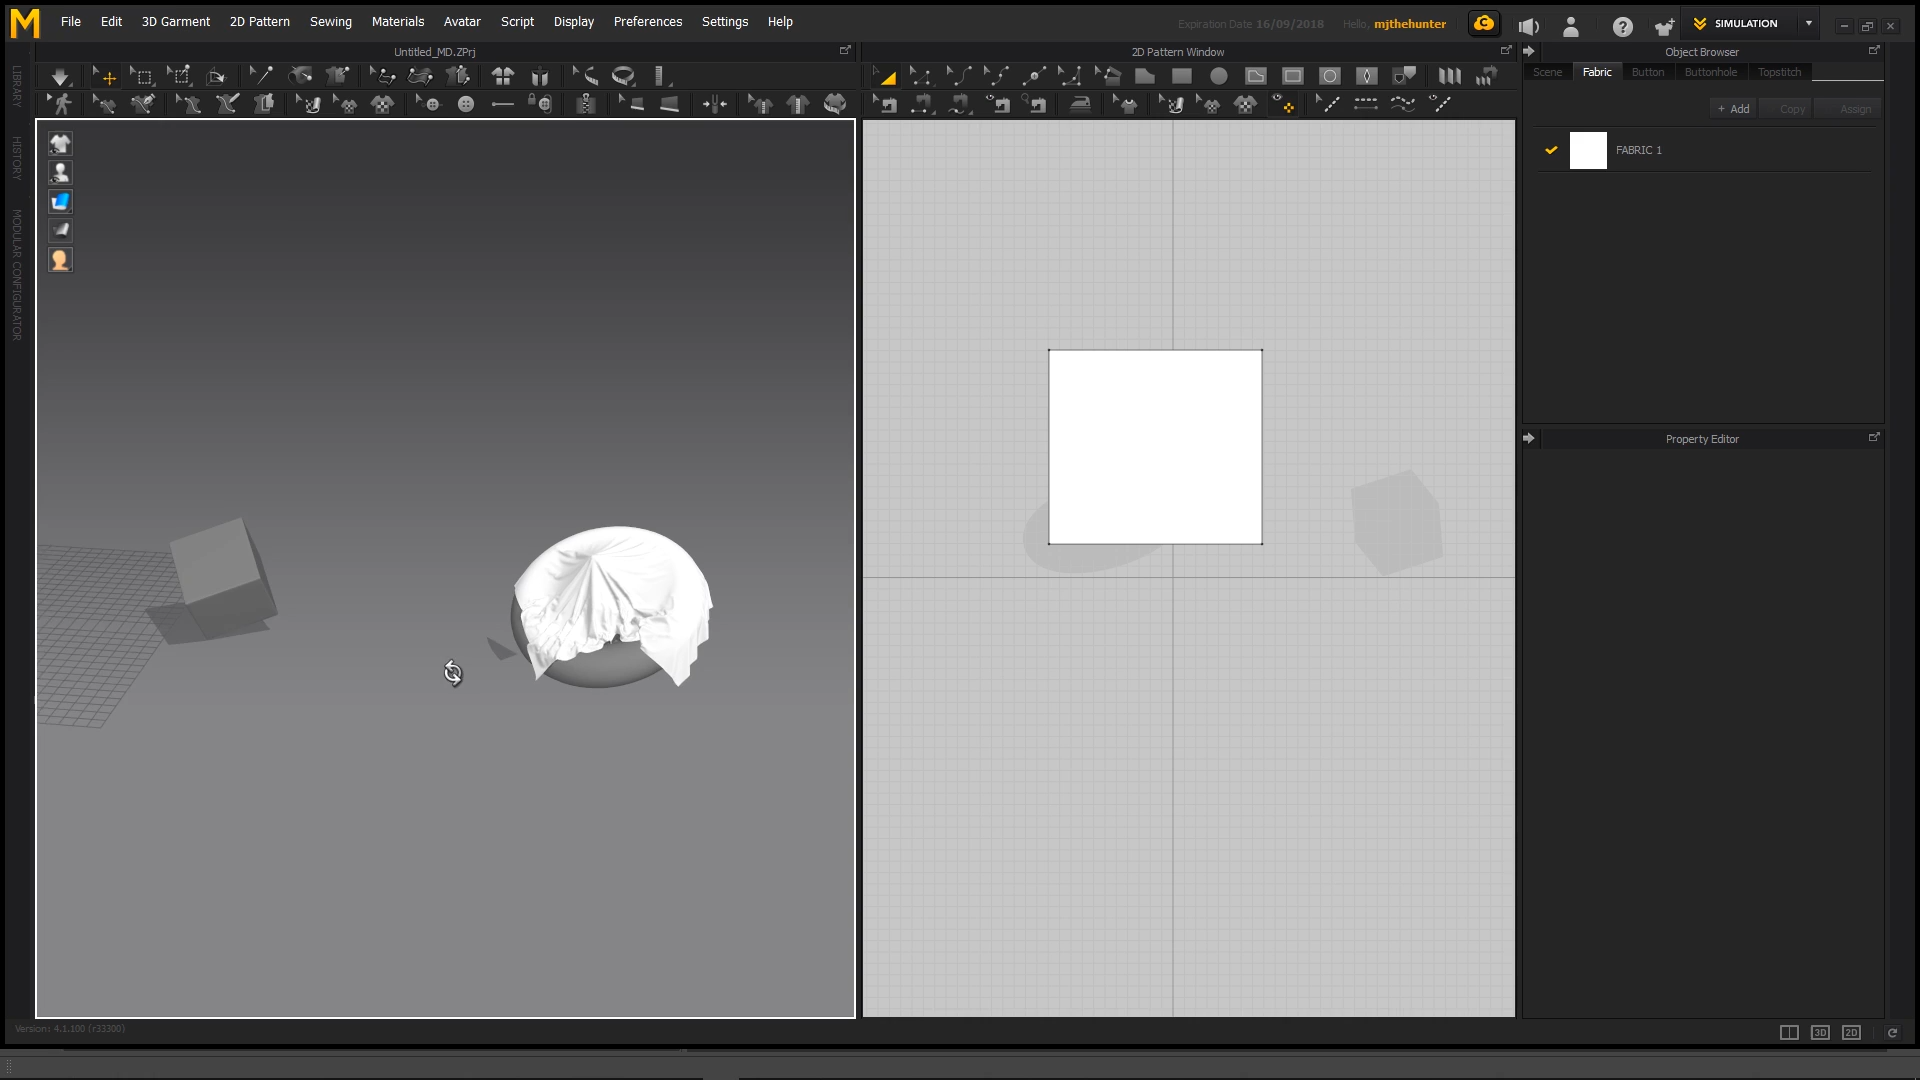 M File Edit 3D Garment 2D Pattern Sewing Materials Avatar Script Display Preferences Settings Help Expiration Date 16/09/2018 Hello, mjthehunter C ? SIMULATION
Untitled_MD.ZPrj 2D Pattern Window Object Browser
Scene Fabric Button Buttonhole Topstitch
+ Add Copy Assign
FABRIC 1
LIBRARY
HISTORY
MODULAR CONFIGURATOR
Property Editor
Version: 4.1.100 (r33300)
3D 2D